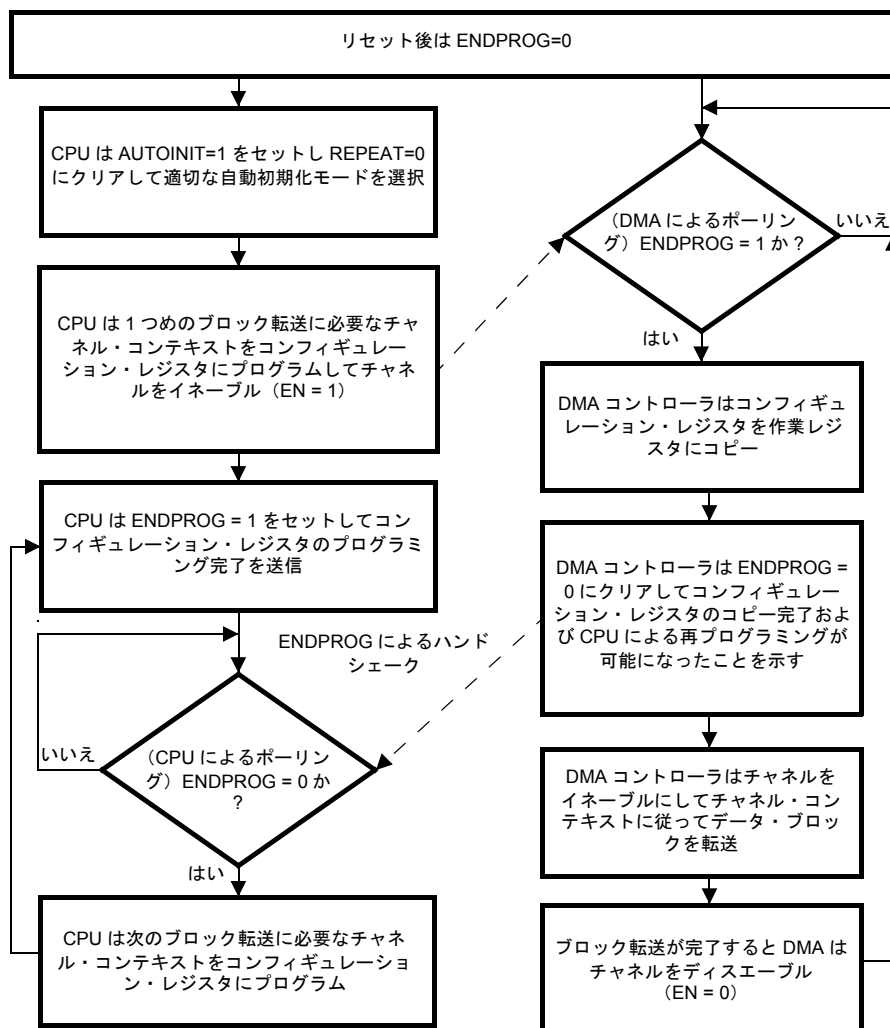 リセット後は ENDPROG=0
CPU は AUTOINIT=1 をセットし REPEAT=0
にクリアして適切な自動初期化モードを選択
CPU は 1 つめのブロック転送に必要なチャ
ネル・コンテキストをコンフィギュレー
ション・レジスタにプログラムしてチャネ
ルをイネーブル（EN = 1）
CPU は ENDPROG = 1 をセットしてコン
フィギュレーション・レジスタのプログラミ
ング完了を送信
ENDPROG によるハンド
シェーク
いいえ
（CPU によるポーリン
グ）ENDPROG = 0 か
?
はい
CPU は次のブロック転送に必要なチャネ
ル・コンテキストをコンフィギュレーショ
ン・レジスタにプログラム
（DMA によるポーリン
グ）ENDPROG = 1 か ?
いいえ
はい
DMA コントローラはコンフィギュ
レーション・レジスタを作業レジ
スタにコピー
DMA コントローラは ENDPROG =
0 にクリアしてコンフィギュレー
ション・レジスタのコピー完了およ
び CPU による再プログラミングが
可能になったことを示す
DMA コントローラはチャネルを
イネーブルにしてチャネル・コン
テキストに従ってデータ・ブロッ
クを転送
ブロック転送が完了すると DMA は
チャネルをディスエーブル
（EN = 0）